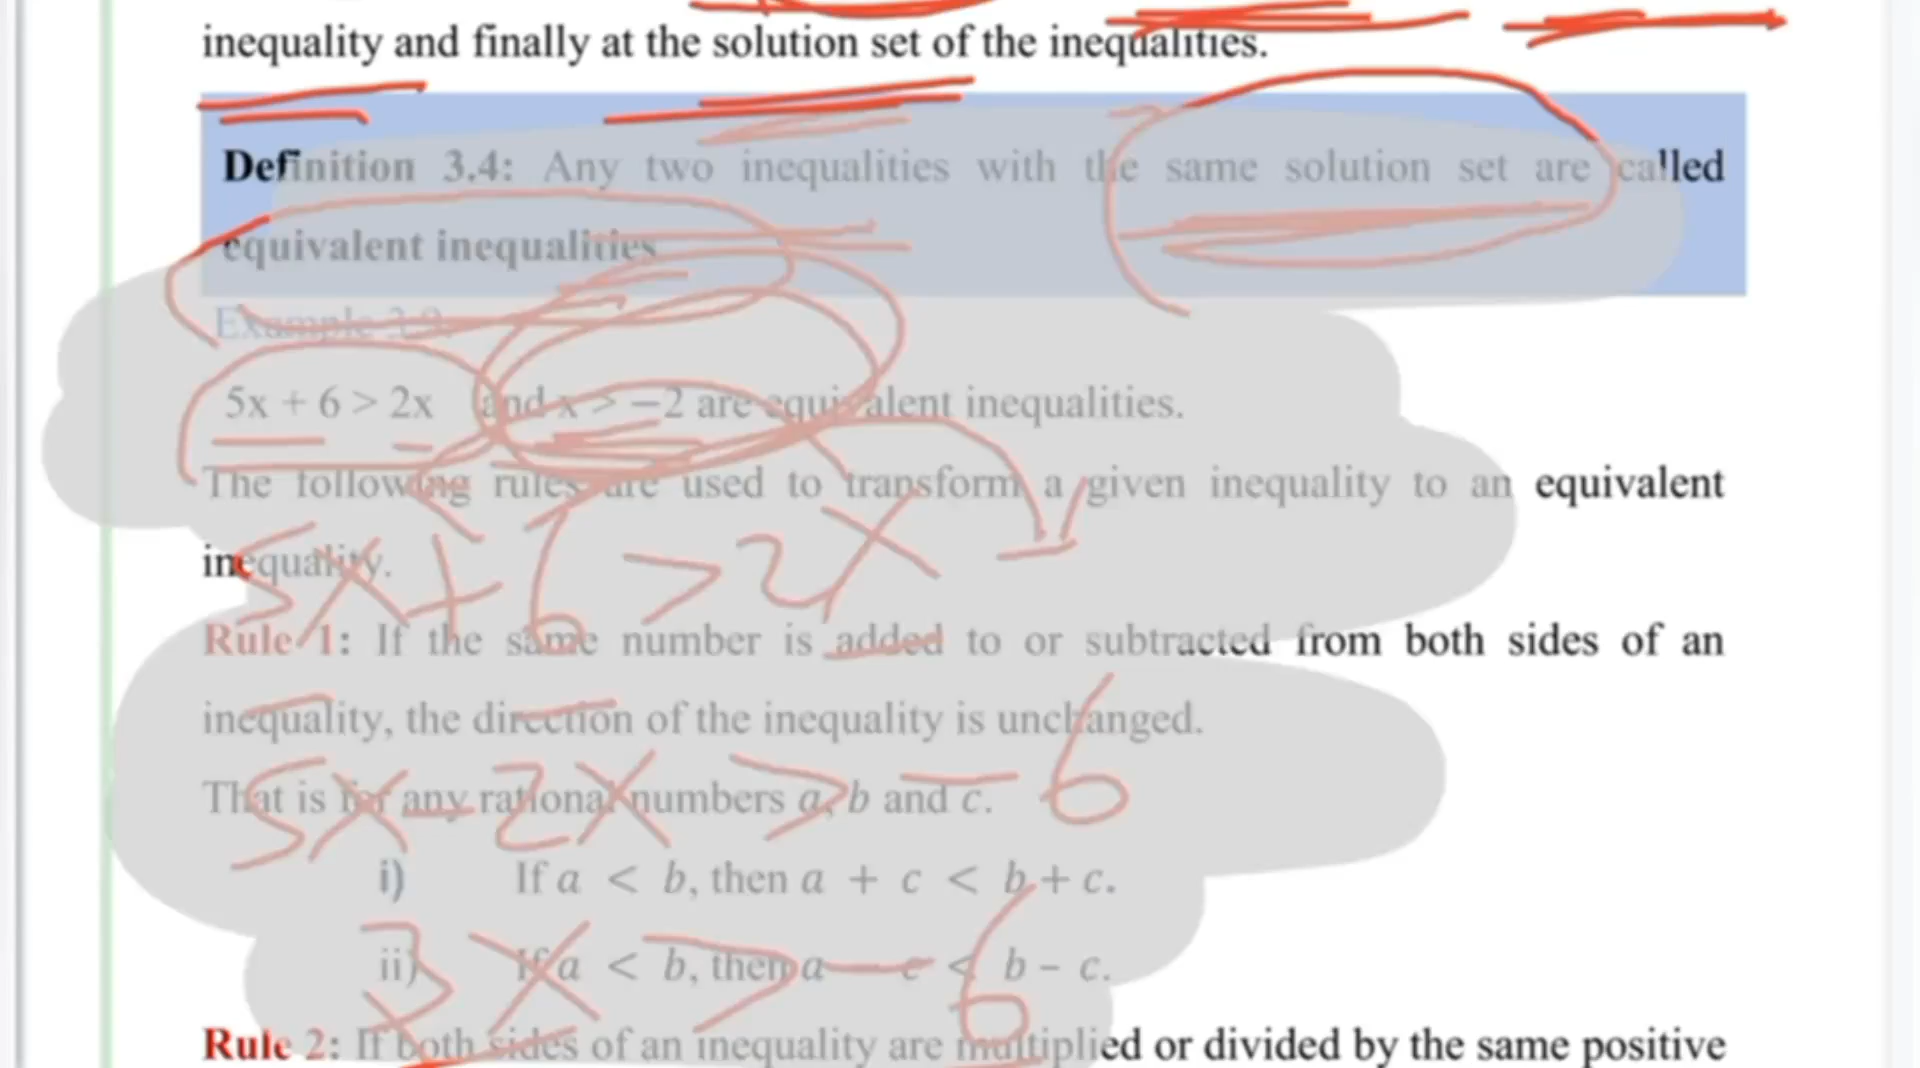 inequality and finally at the solution set of the inequalities.
Definition 3.4: Any two inequalities with the same solution set are called
equivalent inequalities
Example 3.9
5x + 6 > 2x and x > −2 are equivalent inequalities.
The following rules are used to transform a given inequality to an equivalent
inequality.
5x + 6 > 2x
Rule 1: If the same number is added to or subtracted from both sides of an
inequality, the direction of the inequality is unchanged.
That is for any rational numbers a, b and c.
5x - 2x > -6
i) If a < b, then a + c < b + c.
ii) If a < b, then a − c < b - c.
3x > -6
Rule 2: If both sides of an inequality are multiplied or divided by the same positive